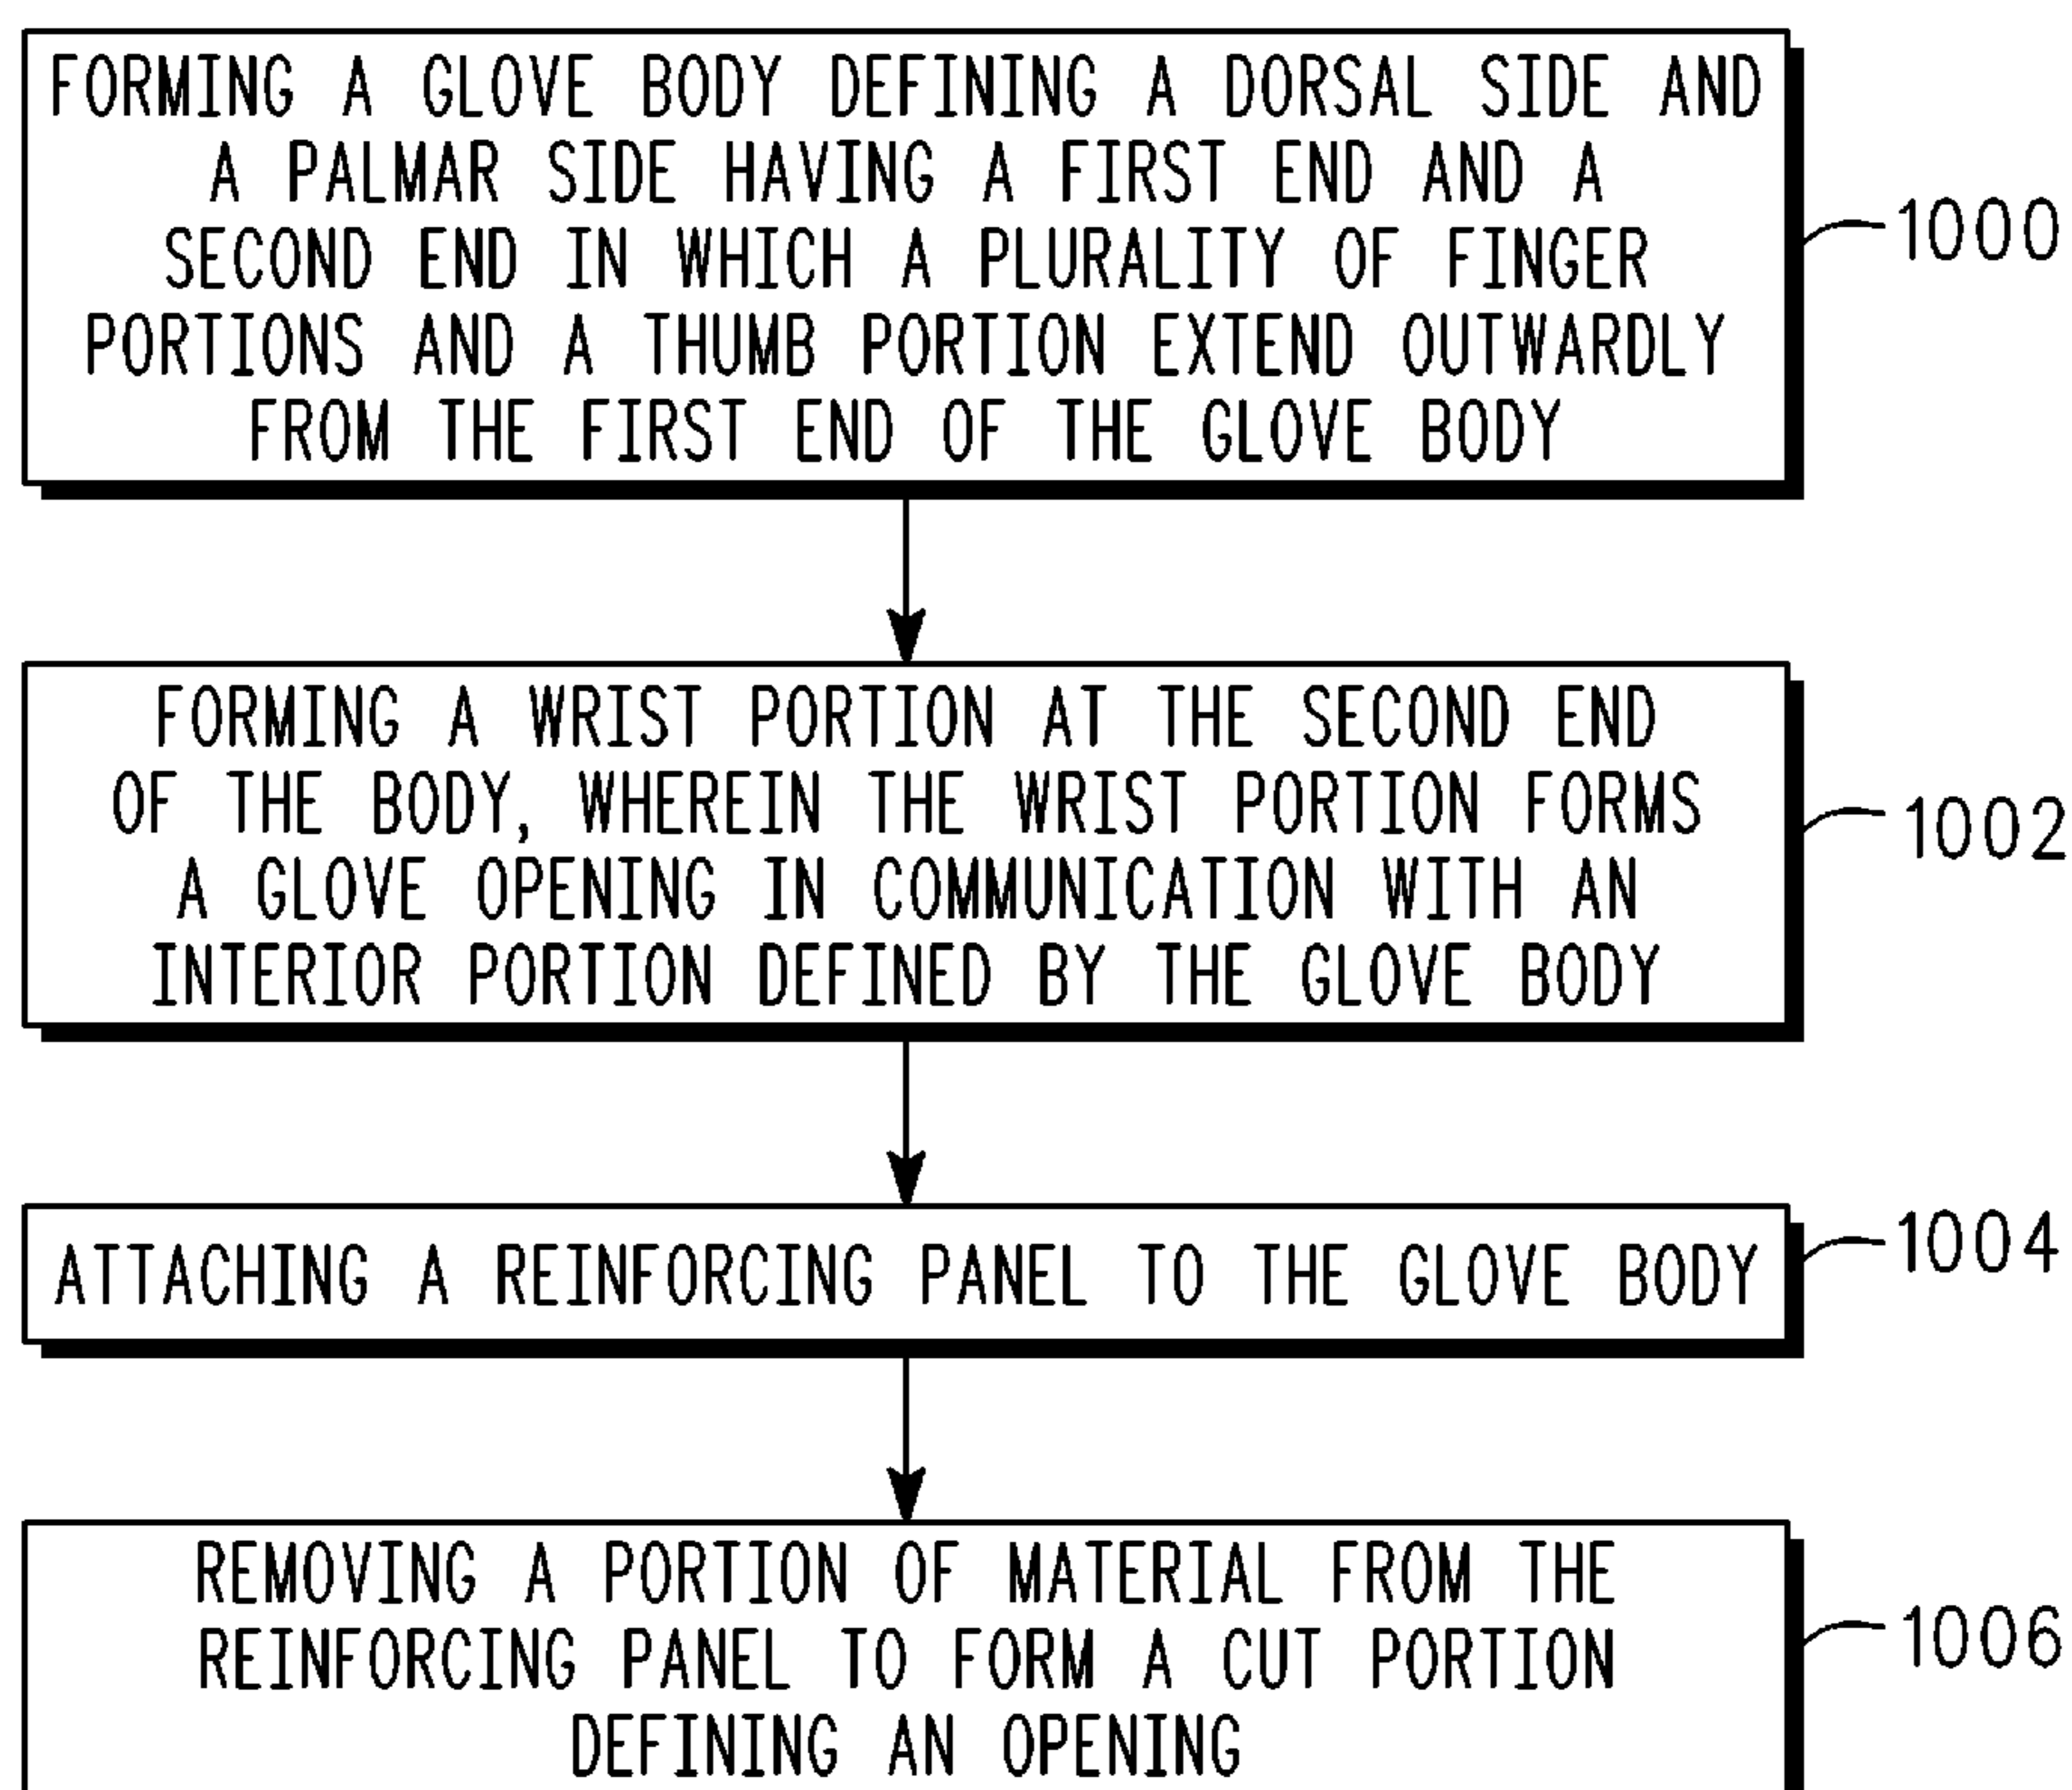 FORMING A GLOVE BODY DEFINING A DORSAL SIDE AND
A PALMAR SIDE HAVING A FIRST END AND A
SECOND END IN WHICH A PLURALITY OF FINGER
PORTIONS AND A THUMB PORTION EXTEND OUTWARDLY
FROM THE FIRST END OF THE GLOVE BODY
1000
FORMING A WRIST PORTION AT THE SECOND END
OF THE BODY, WHEREIN THE WRIST PORTION FORMS
A GLOVE OPENING IN COMMUNICATION WITH AN
INTERIOR PORTION DEFINED BY THE GLOVE BODY
1002
ATTACHING A REINFORCING PANEL TO THE GLOVE BODY
1004
REMOVING A PORTION OF MATERIAL FROM THE
REINFORCING PANEL TO FORM A CUT PORTION
DEFINING AN OPENING
1006